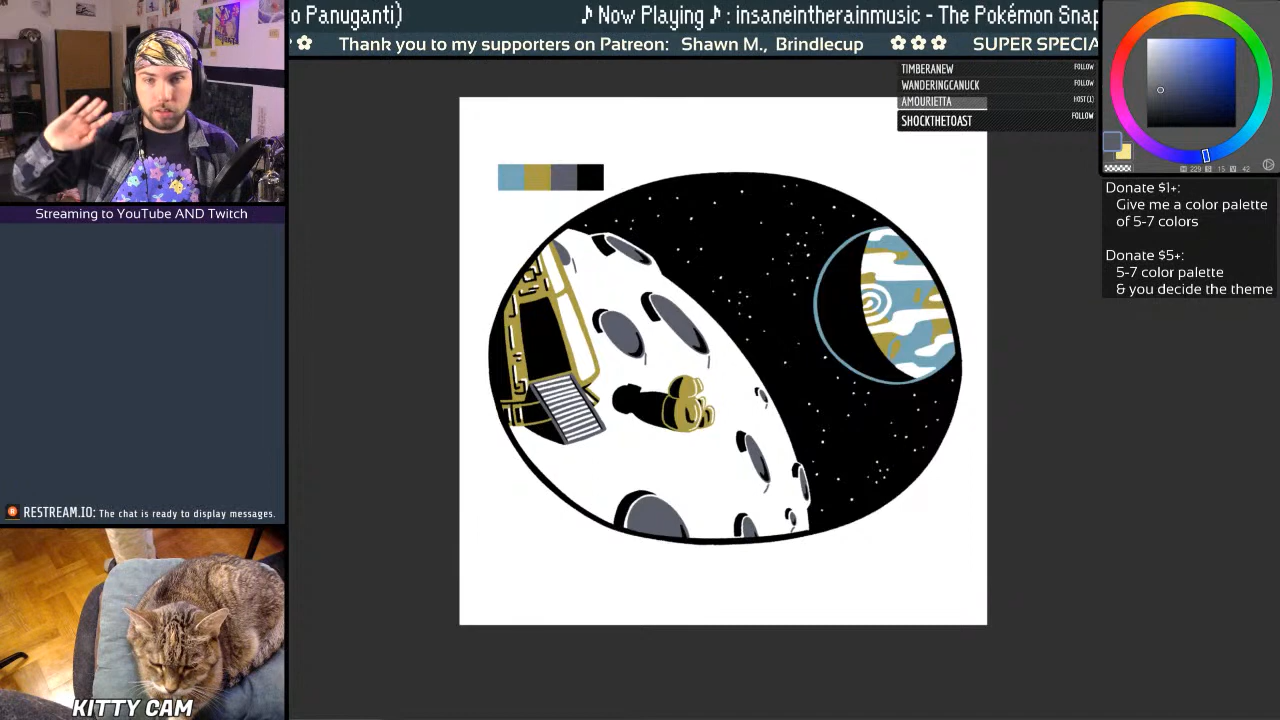 o Panuganti)
♪ Now Playing ♪ : insaneintherainmusic - The Pokémon Snap
Thank you to my supporters on Patreon: Shawn M., Brindlecup ✿ ✿ ✿ SUPER SPECIA
TIMBERANEW FOLLOW
WANDERINGCANUCK FOLLOW
AMOURIETTA HOST (1)
SHOCKTHETOAST FOLLOW
Donate $1+:
Give me a color palette
of 5-7 colors
Donate $5+:
5-7 color palette
& you decide the theme
Streaming to YouTube AND Twitch
RESTREAM.IO: The chat is ready to display messages.
KITTY CAM